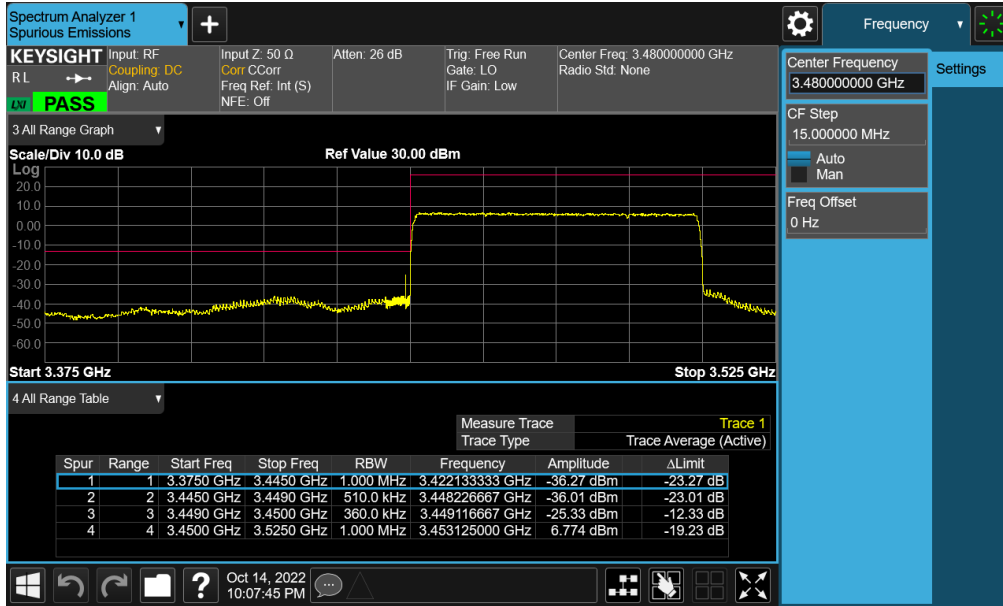 Spectrum Analyzer 1
Spurious Emissions
Frequency
KEYSIGHT
RL
LXI
PASS
Input: RF
Coupling: DC
Align: Auto
Input Z: 50 Ω
Corr CCorr
Freq Ref: Int (S)
NFE: Off
Atten: 26 dB
Trig: Free Run
Gate: LO
IF Gain: Low
Center Freq: 3.480000000 GHz
Radio Std: None
Center Frequency
3.480000000 GHz
Settings
CF Step
15.000000 MHz
Auto
Man
Freq Offset
0 Hz
3 All Range Graph
Scale/Div 10.0 dB
Ref Value 30.00 dBm
Log
20.0
10.0
0.00
-10.0
-20.0
-30.0
-40.0
-50.0
-60.0
Start 3.375 GHz
Stop 3.525 GHz
4 All Range Table
Measure Trace Trace 1
Trace Type Trace Average (Active)
Spur Range Start Freq Stop Freq RBW Frequency Amplitude ΔLimit
1 1 3.3750 GHz 3.4450 GHz 1.000 MHz 3.422133333 GHz -36.27 dBm -23.27 dB
2 2 3.4450 GHz 3.4490 GHz 510.0 kHz 3.448226667 GHz -36.01 dBm -23.01 dB
3 3 3.4490 GHz 3.4500 GHz 360.0 kHz 3.449116667 GHz -25.33 dBm -12.33 dB
4 4 3.4500 GHz 3.5250 GHz 1.000 MHz 3.453125000 GHz 6.774 dBm -19.23 dB
?
Oct 14, 2022
10:07:45 PM